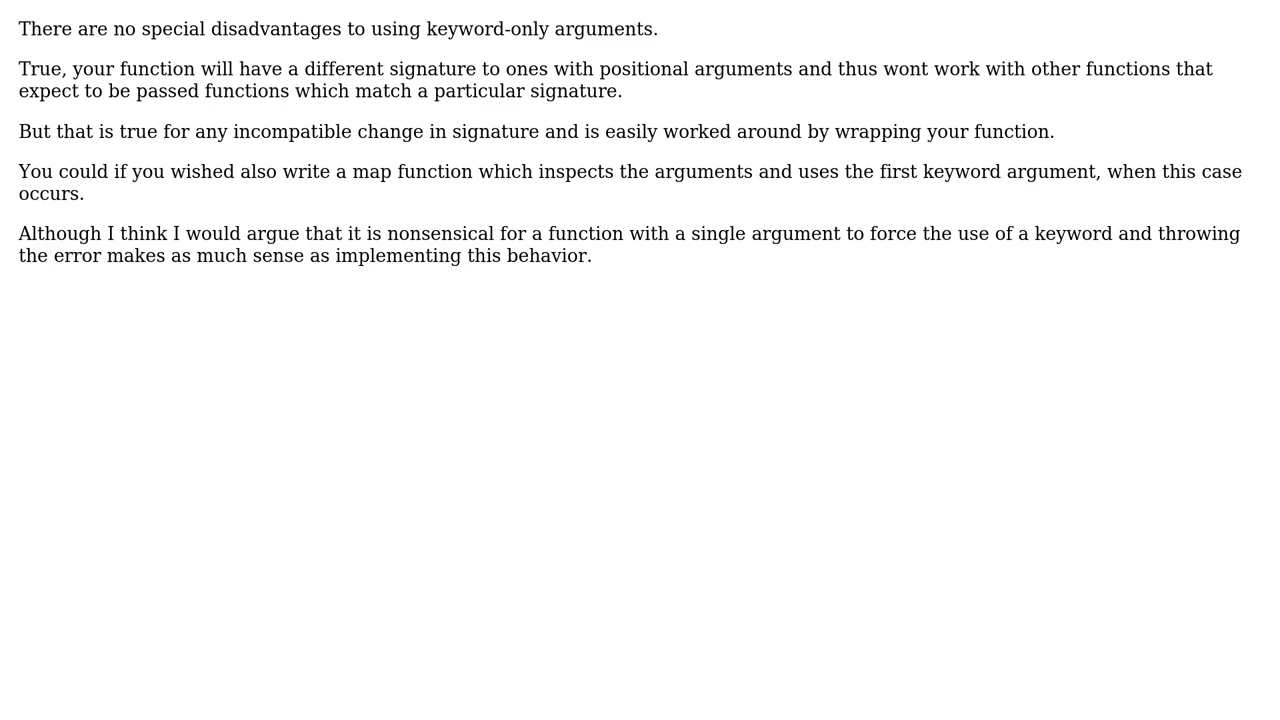 There are no special disadvantages to using keyword-only arguments.
True, your function will have a different signature to ones with positional arguments and thus wont work with other functions that
expect to be passed functions which match a particular signature.
But that is true for any incompatible change in signature and is easily worked around by wrapping your function.
You could if you wished also write a map function which inspects the arguments and uses the first keyword argument, when this case
occurs.
Although I think I would argue that it is nonsensical for a function with a single argument to force the use of a keyword and throwing
the error makes as much sense as implementing this behavior.